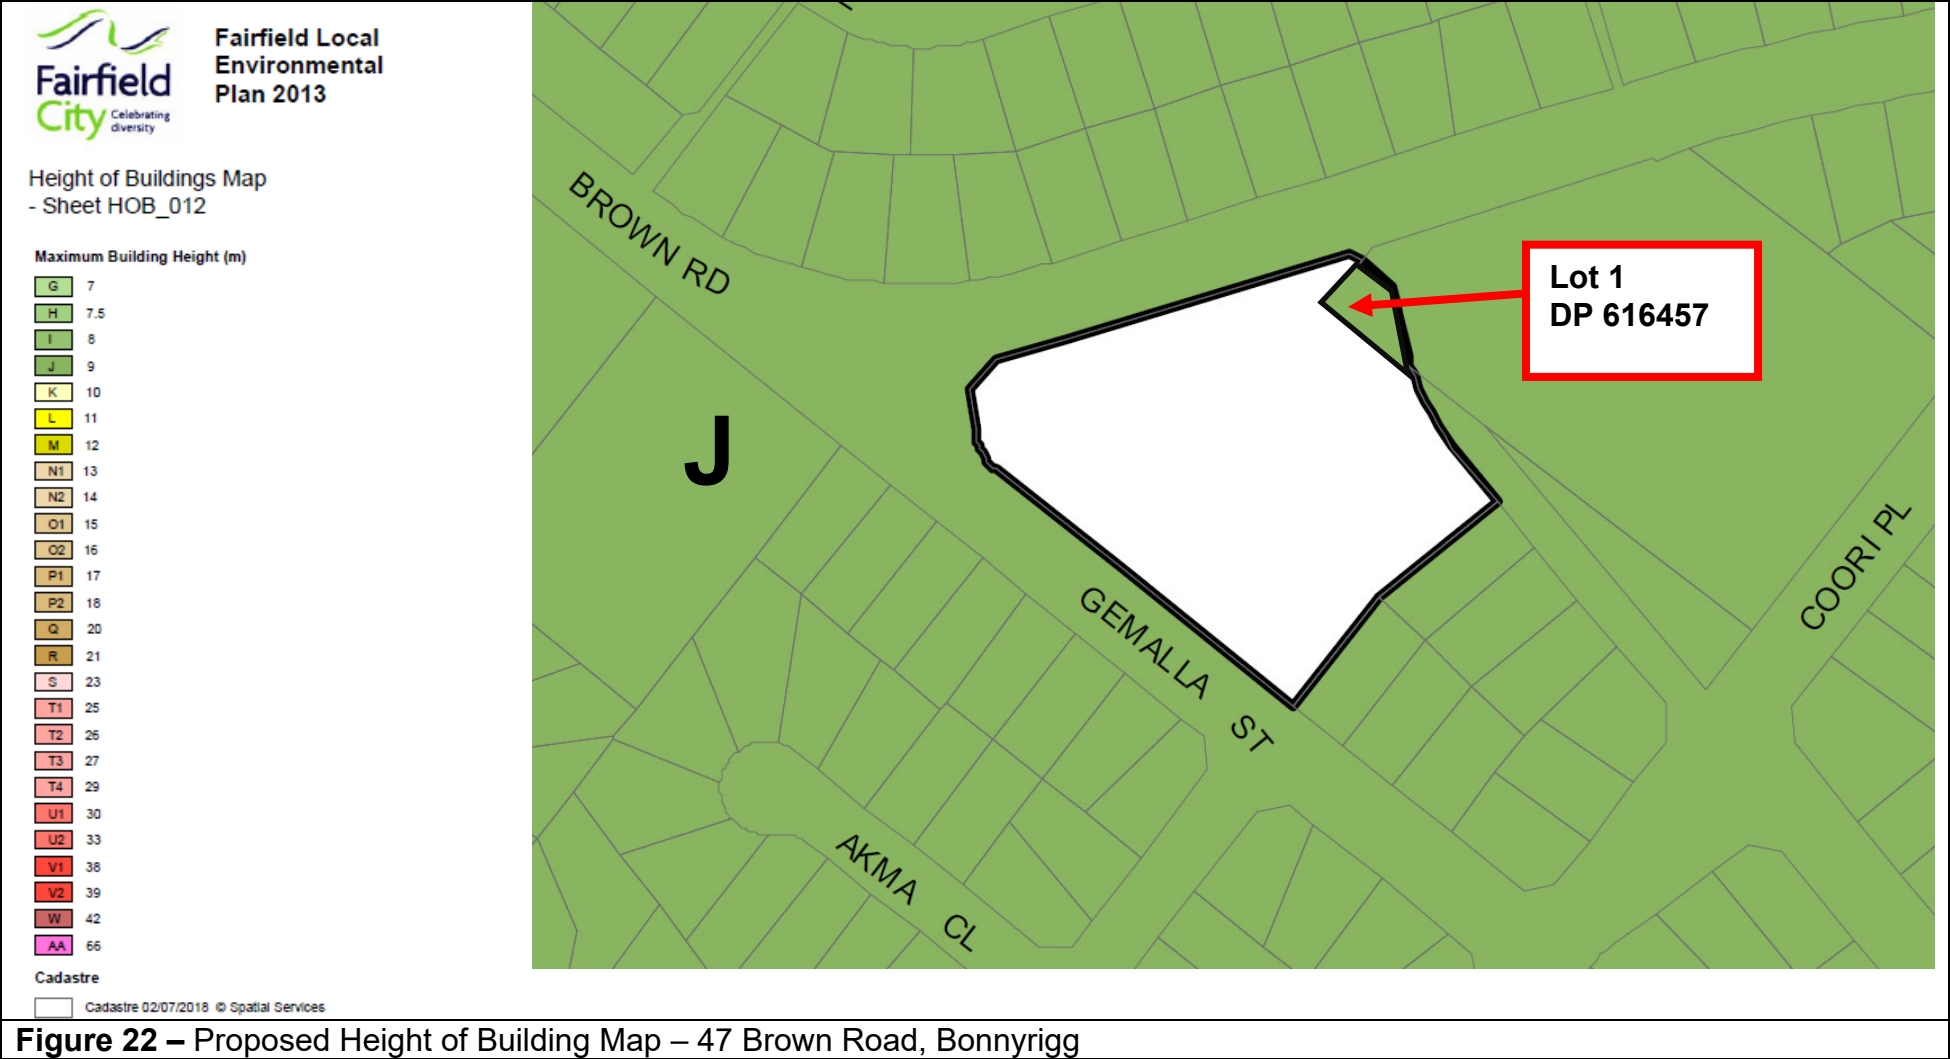 Fairfield
City Celebrating
diversity
Fairfield Local
Environmental
Plan 2013
Height of Buildings Map
- Sheet HOB_012
Maximum Building Height (m)
G 7
H 7.5
I 8
J 9
K 10
L 11
M 12
N1 13
N2 14
O1 15
O2 16
P1 17
P2 18
Q 20
R 21
S 23
T1 25
T2 26
T3 27
T4 29
U1 30
U2 33
V1 38
V2 39
W 42
AA 66
Cadastre
Cadastre 02/07/2018 © Spatial Services
BROWN RD
J
Lot 1
DP 616457
GEMALLA ST
COORI PL
AKMA CL
Figure 22 – Proposed Height of Building Map – 47 Brown Road, Bonnyrigg